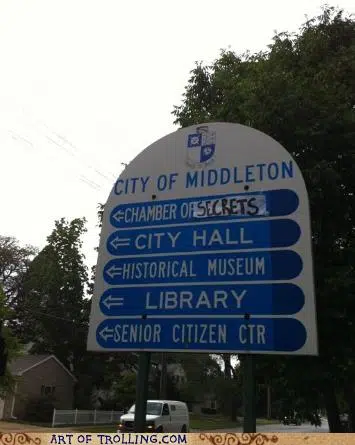 CITY OF MIDDLETON
CHAMBER OF SECRETS
CITY HALL
HISTORICAL MUSEUM
LIBRARY
SENIOR CITIZEN CTR
ART OF TROLLING.COM